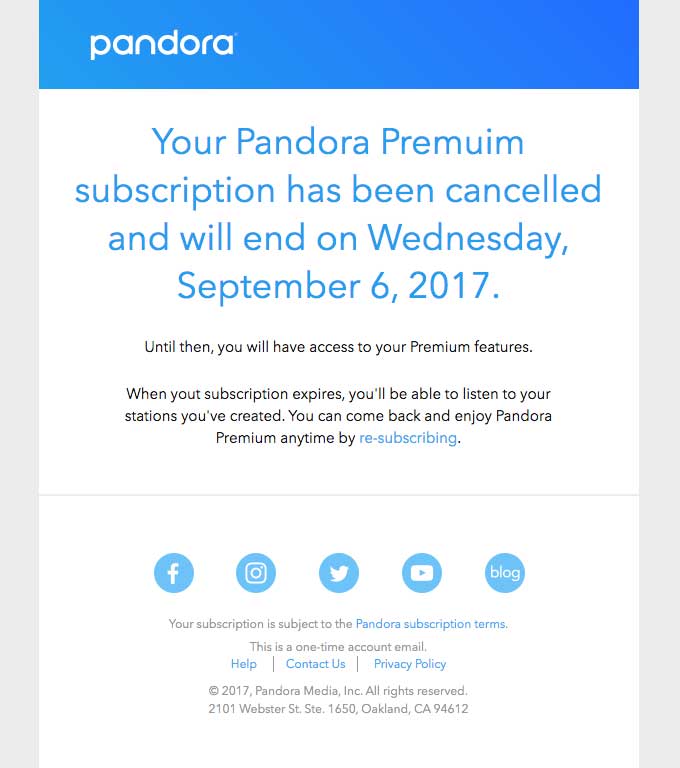 pandora
Your Pandora Premuim
subscription has been cancelled
and will end on Wednesday,
September 6, 2017.
Until then, you will have access to your Premium features.
When yout subscription expires, you'll be able to listen to your
stations you've created. You can come back and enjoy Pandora
Premium anytime by re-subscribing.
blog
Your subscription is subject to the Pandora subscription terms.
This is a one-time account email.
Help | Contact Us | Privacy Policy
© 2017, Pandora Media, Inc. All rights reserved.
2101 Webster St. Ste. 1650, Oakland, CA 94612